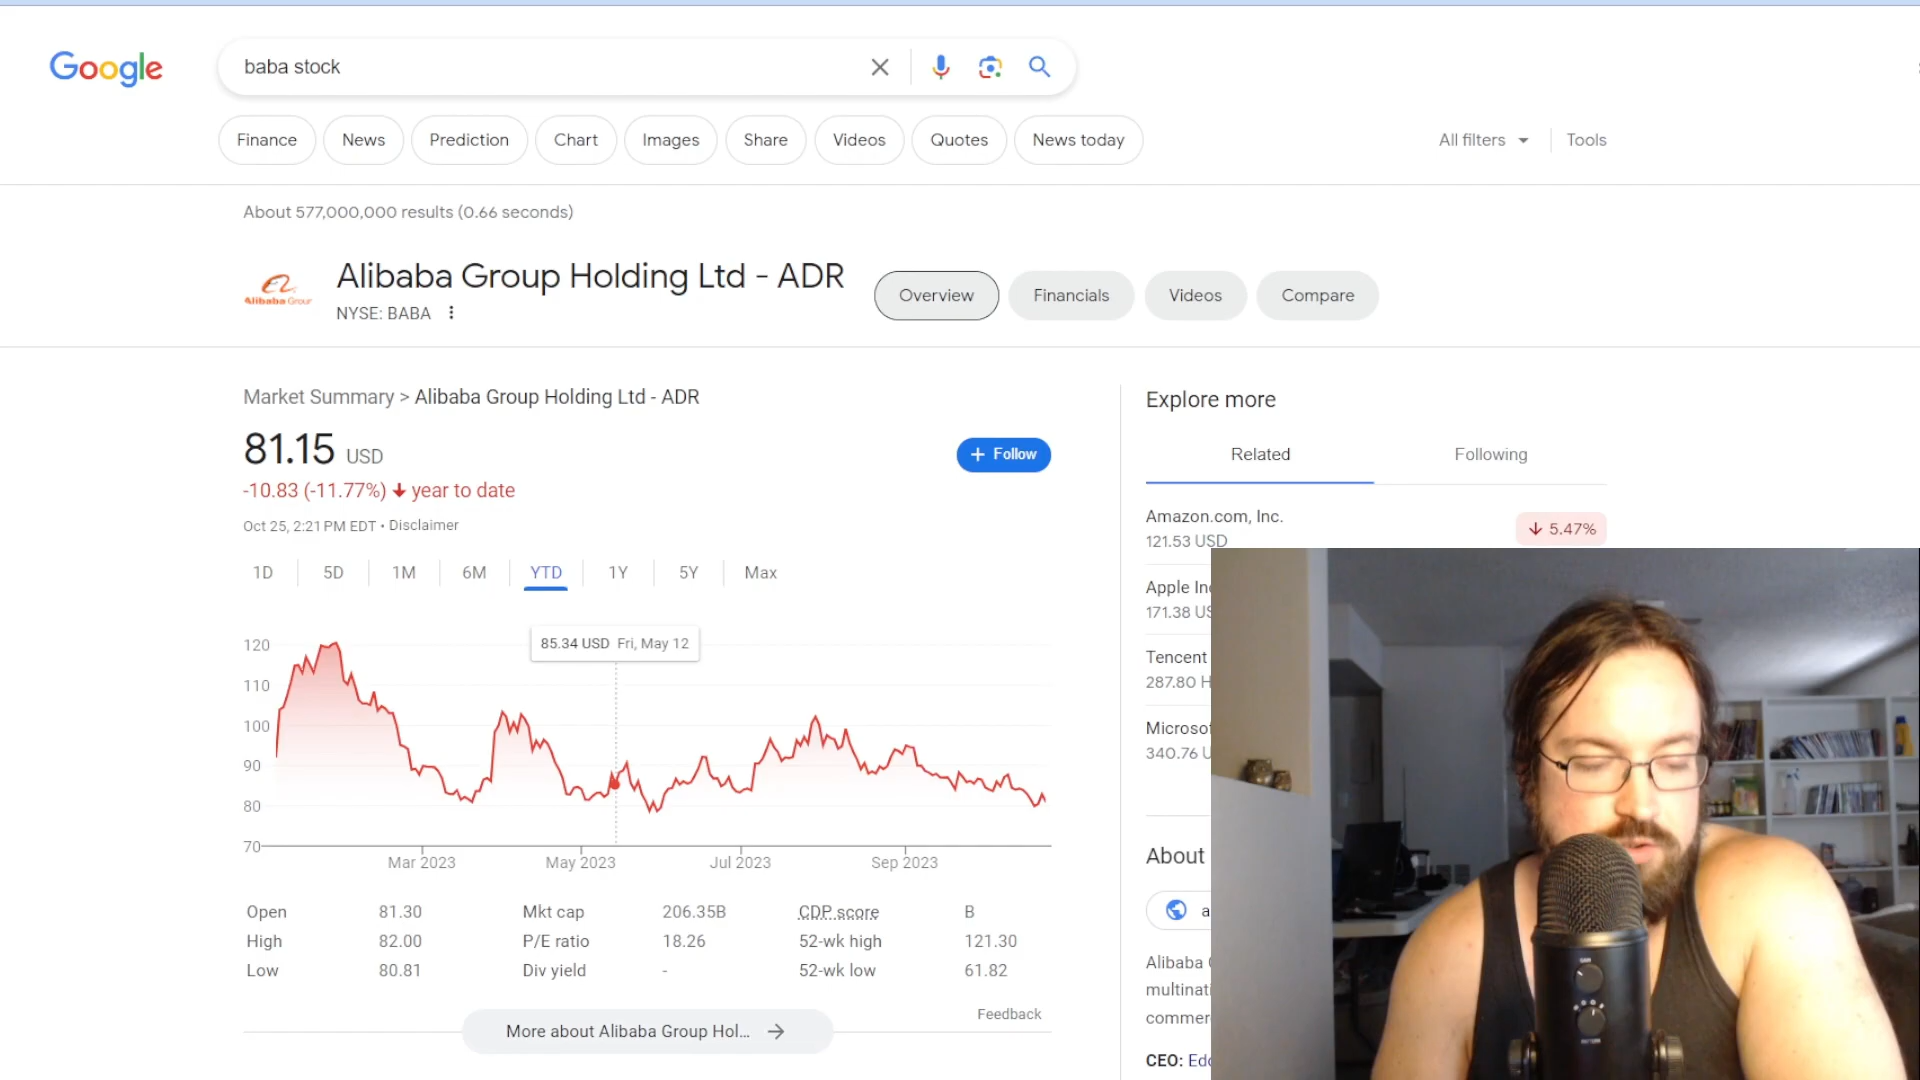 Google
baba stock
Finance
News
Prediction
Chart
Images
Share
Videos
Quotes
News today
All filters
Tools
About 577,000,000 results (0.66 seconds)
Alibaba Group
Alibaba Group Holding Ltd - ADR
NYSE: BABA
Overview
Financials
Videos
Compare
Market Summary > Alibaba Group Holding Ltd - ADR
81.15 USD
+ Follow
-10.83 (-11.77%) year to date
Oct 25, 2:21 PM EDT • Disclaimer
1D
5D
1M
6M
YTD
1Y
5Y
Max
85.34 USD Fri, May 12
120
110
100
90
80
70
Mar 2023
May 2023
Jul 2023
Sep 2023
Open 81.30
High 82.00
Low 80.81
Mkt cap 206.35B
P/E ratio 18.26
Div yield -
CDP score B
52-wk high 121.30
52-wk low 61.82
Feedback
More about Alibaba Group Hol...
Explore more
Related
Following
Amazon.com, Inc.
121.53 USD
5.47%
Apple
171.38
Tencent
287.80
340.76
About
Alibaba
CEO: